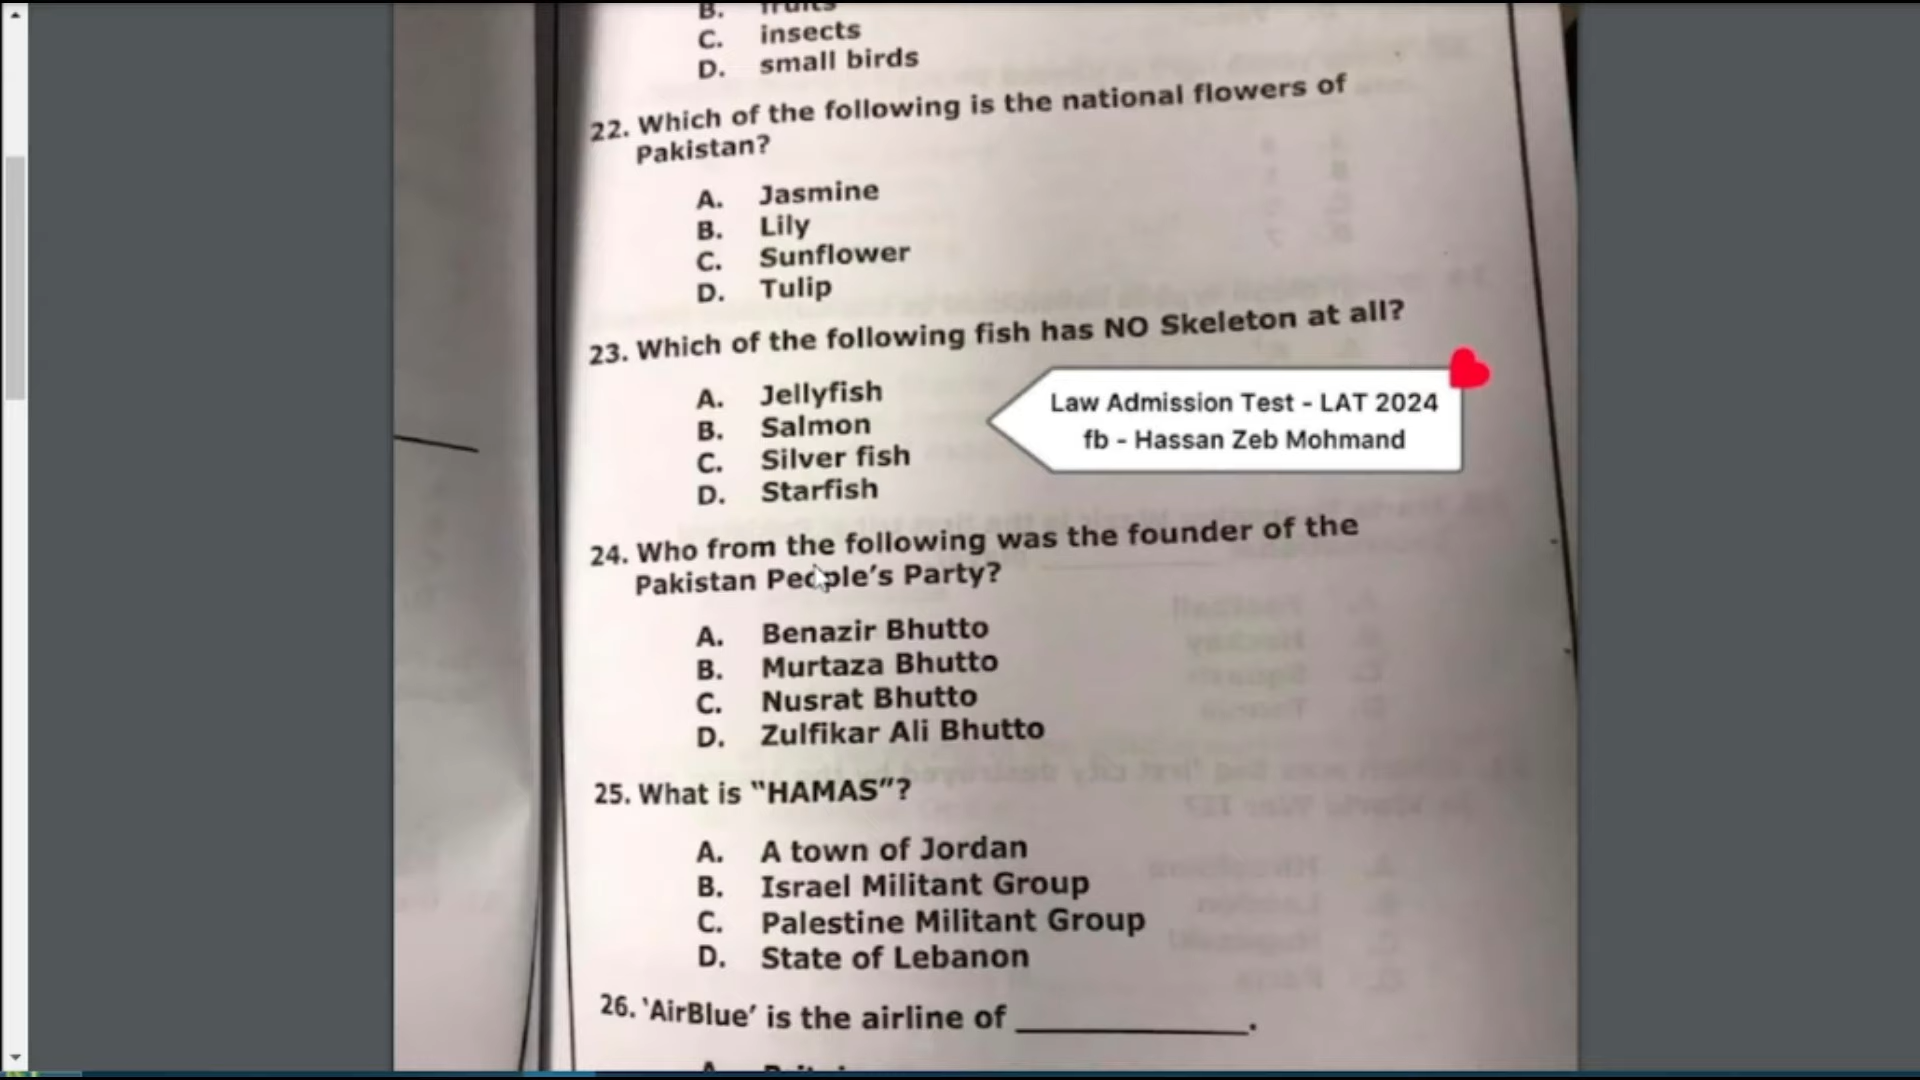 B. fruits
C. insects
D. small birds
22. Which of the following is the national flowers of
Pakistan?
A. Jasmine
B. Lily
C. Sunflower
D. Tulip
23. Which of the following fish has NO Skeleton at all?
A. Jellyfish
B. Salmon
C. Silver fish
D. Starfish
Law Admission Test - LAT 2024
fb - Hassan Zeb Mohmand
24. Who from the following was the founder of the
Pakistan People's Party?
A. Benazir Bhutto
B. Murtaza Bhutto
C. Nusrat Bhutto
D. Zulfikar Ali Bhutto
25. What is "HAMAS"?
A. A town of Jordan
B. Israel Militant Group
C. Palestine Militant Group
D. State of Lebanon
26. 'AirBlue' is the airline of ____________.
A.